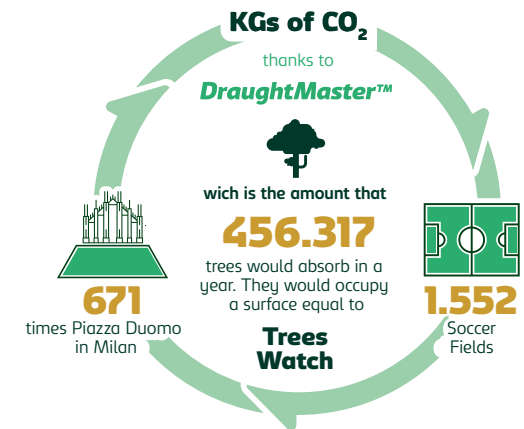 KGs of CO₂
thanks to
DraughtMaster™
wich is the amount that
456.317
trees would absorb in a
year. They would occupy
a surface equal to
671
times Piazza Duomo
in Milan
1.552
Soccer
Fields
Trees
Watch